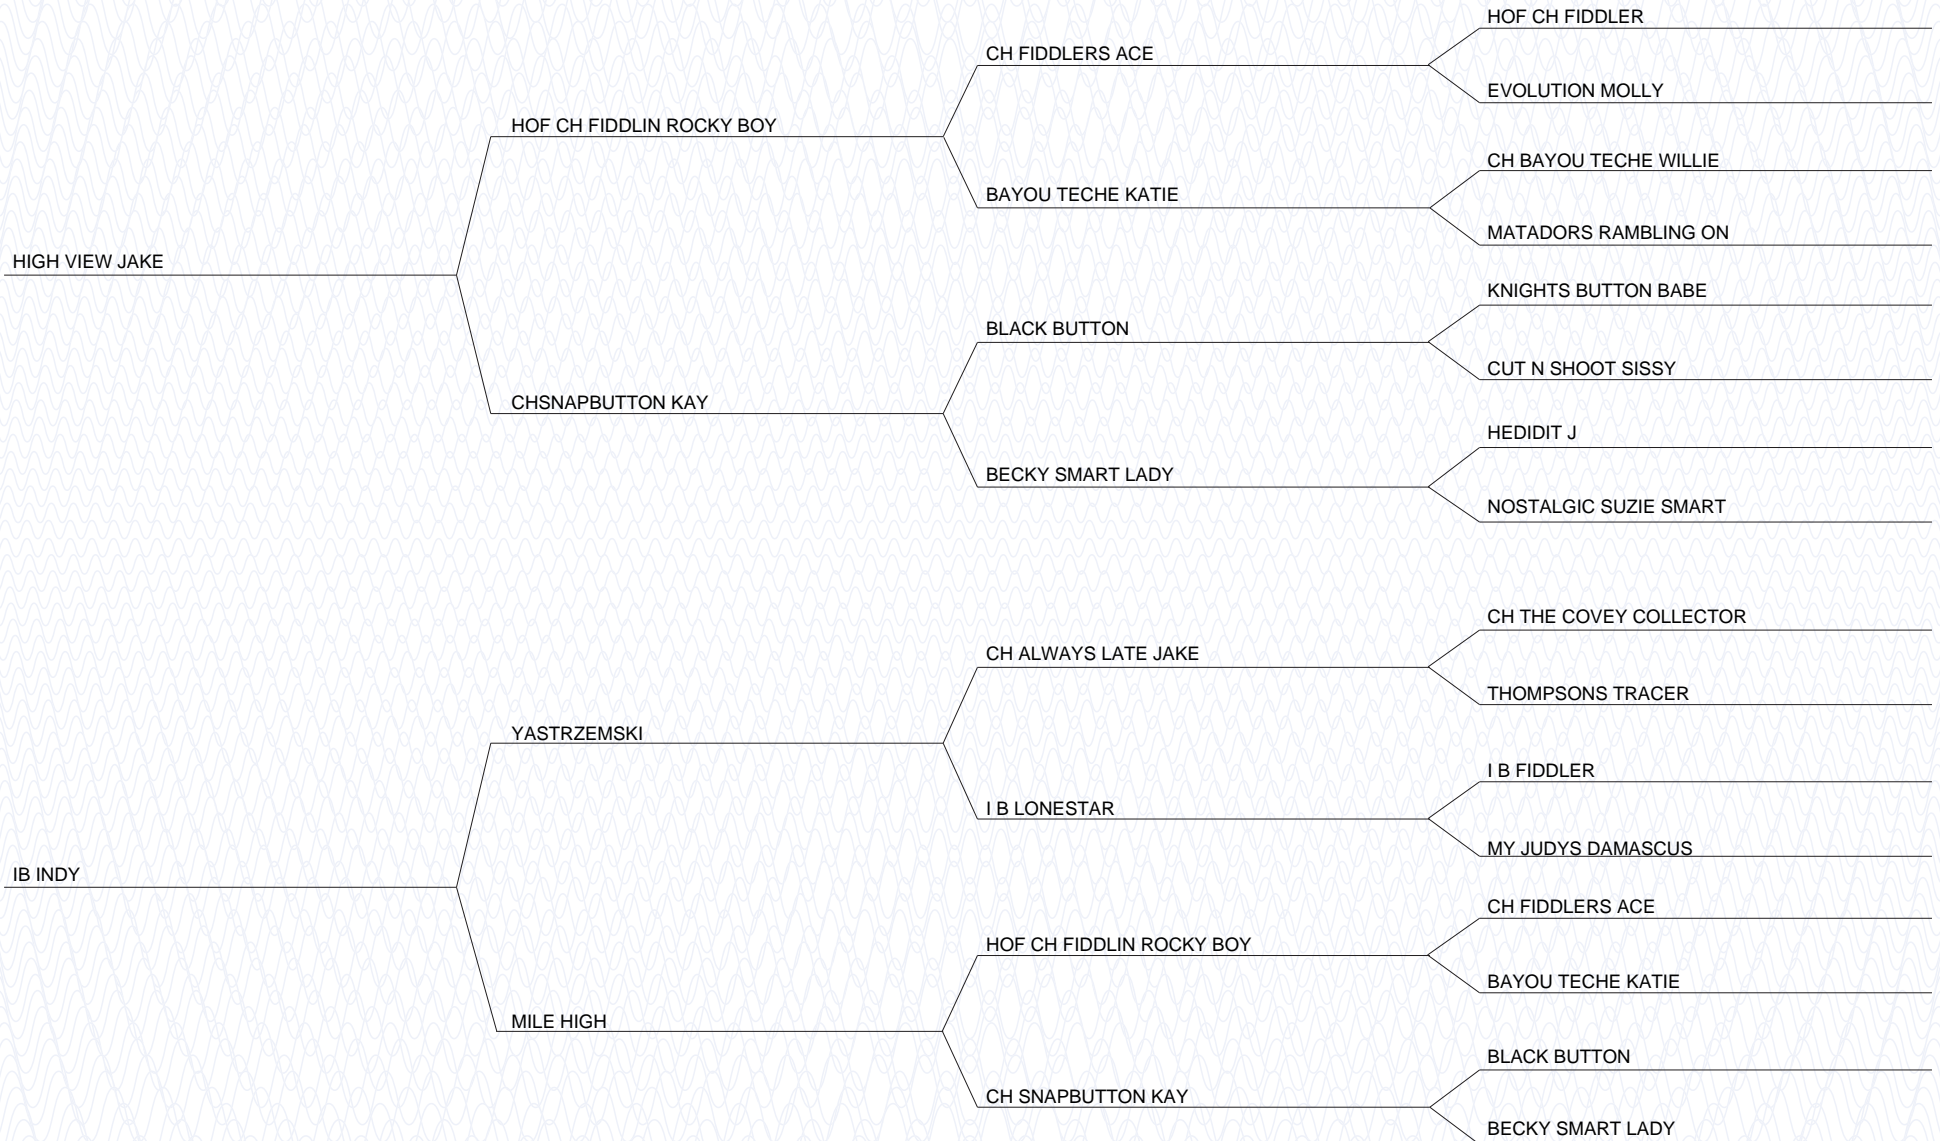 HOF CH FIDDLER
CH FIDDLERS ACE
EVOLUTION MOLLY
HOF CH FIDDLIN ROCKY BOY
CH BAYOU TECHE WILLIE
BAYOU TECHE KATIE
MATADORS RAMBLING ON
HIGH VIEW JAKE
KNIGHTS BUTTON BABE
BLACK BUTTON
CUT N SHOOT SISSY
CHSNAPBUTTON KAY
HEDIDIT J
BECKY SMART LADY
NOSTALGIC SUZIE SMART
CH THE COVEY COLLECTOR
CH ALWAYS LATE JAKE
THOMPSONS TRACER
YASTRZEMSKI
I B FIDDLER
I B LONESTAR
MY JUDYS DAMASCUS
IB INDY
CH FIDDLERS ACE
HOF CH FIDDLIN ROCKY BOY
BAYOU TECHE KATIE
MILE HIGH
BLACK BUTTON
CH SNAPBUTTON KAY
BECKY SMART LADY